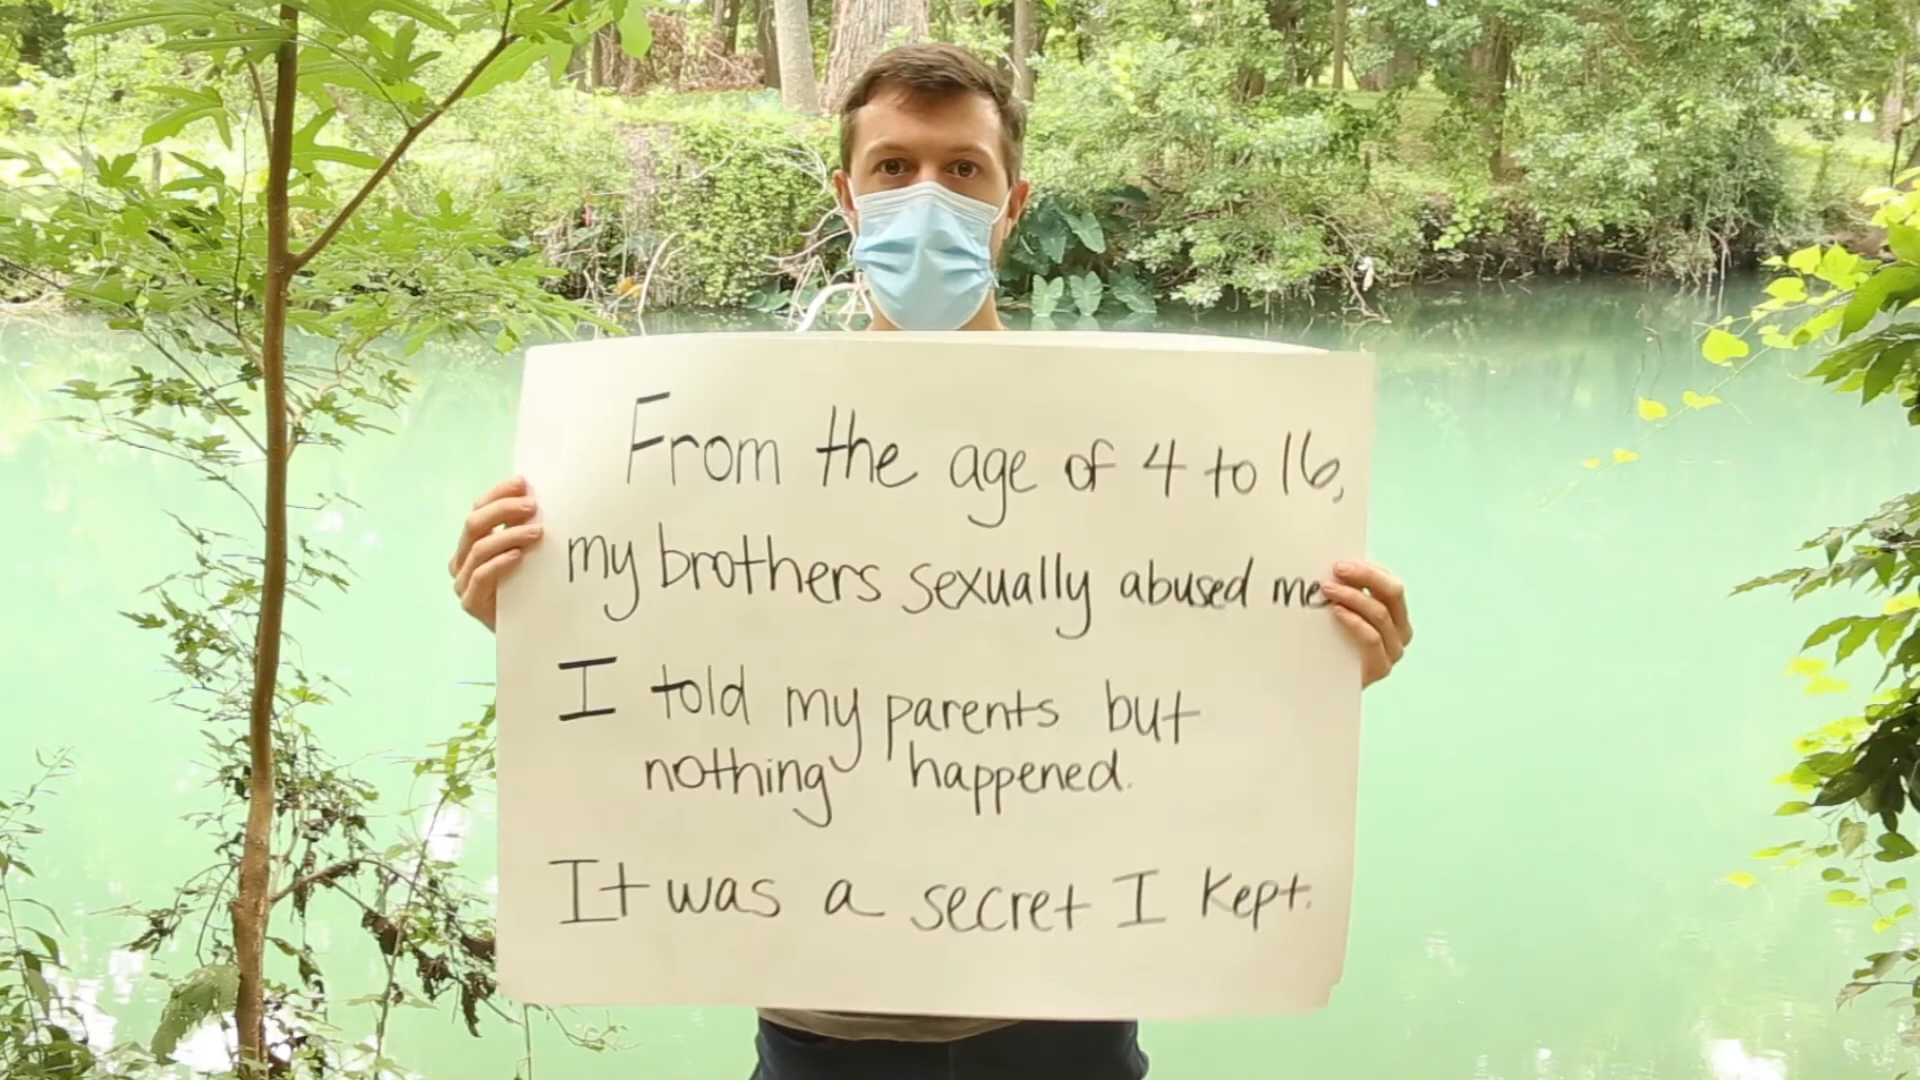 From the age of 4 to 16,
my brothers sexually abused me
I told my parents but
nothing happened.
It was a secret I kept.